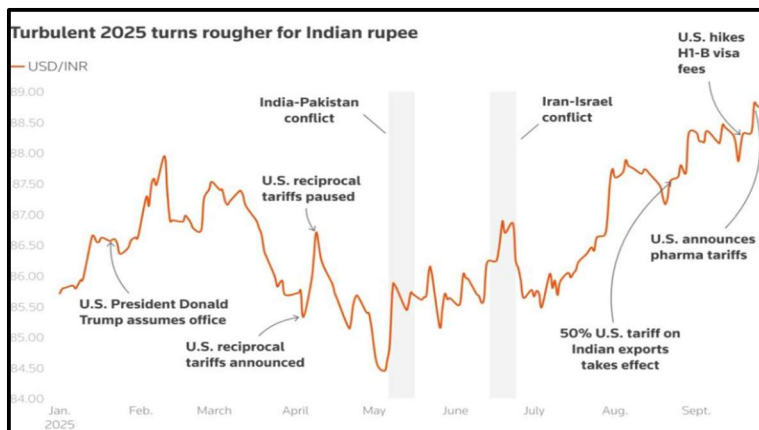 Turbulent 2025 turns rougher for Indian rupee
USD/INR
89.00
88.50
88.00
87.50
87.00
86.50
86.00
85.50
85.00
84.50
84.00
India-Pakistan
conflict
Iran-Israel
conflict
U.S. hikes
H1-B visa
fees
U.S. reciprocal
tariffs paused
U.S. President Donald
Trump assumes office
U.S. reciprocal
tariffs announced
50% U.S. tariff on
Indian exports
takes effect
U.S. announces
pharma tariffs
Jan.
2025
Feb.
March
April
May
June
July
Aug.
Sept.